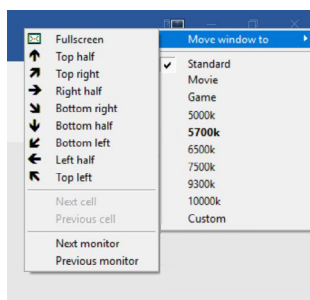 Move window to
Fullscreen
Top half
Top right
Right half
Bottom right
Bottom half
Bottom left
Left half
Top left
Next cell
Previous cell
Next monitor
Previous monitor
Standard
Movie
Game
5000k
5700k
6500k
7500k
9300k
10000k
Custom